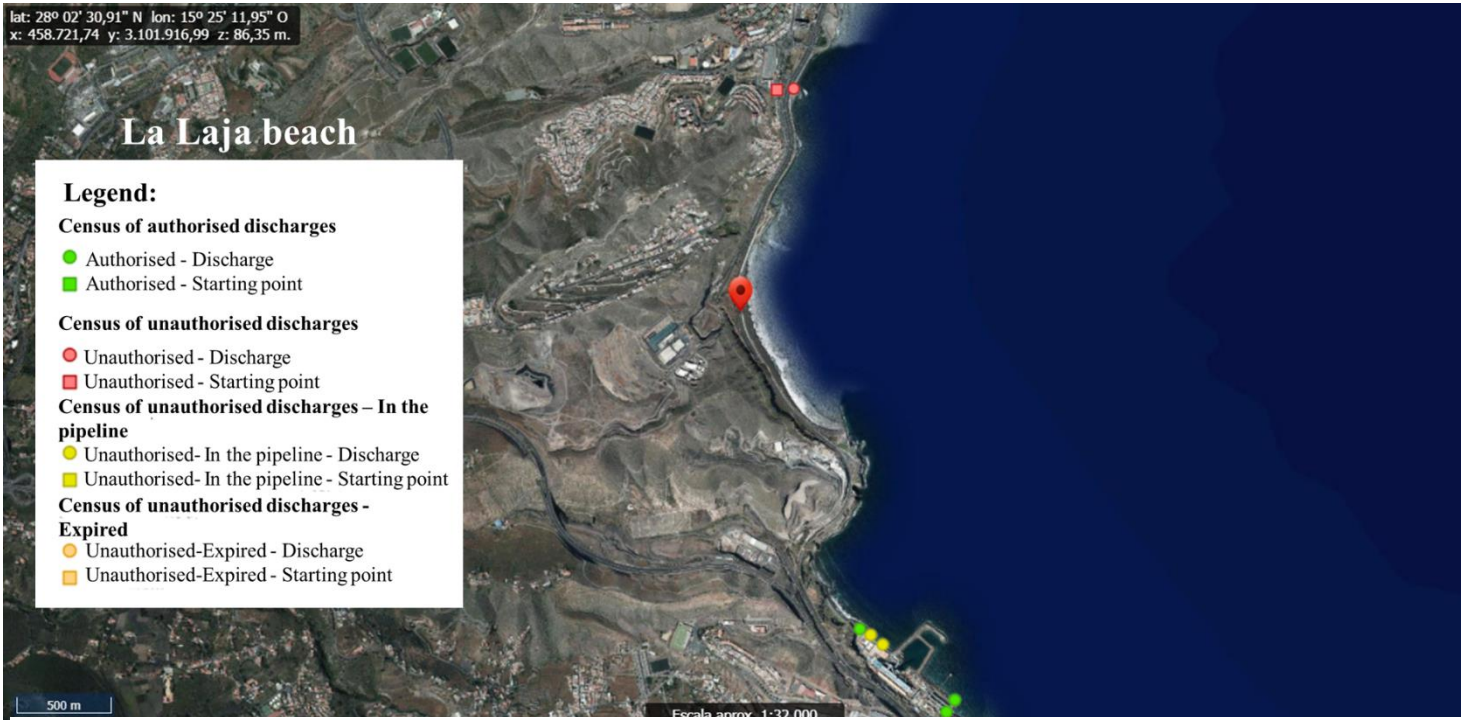 lat: 28º 02' 30,91" N lon: 15º 25' 11,95" O
x: 458.721,74 y: 3.101.916,99 z: 86,35 m.
La Laja beach
Legend:
Census of authorised discharges
Authorised - Discharge
Authorised - Starting point
Census of unauthorised discharges
Unauthorised - Discharge
Unauthorised - Starting point
Census of unauthorised discharges – In the
pipeline
Unauthorised- In the pipeline - Discharge
Unauthorised- In the pipeline - Starting point
Census of unauthorised discharges -
Expired
Unauthorised-Expired - Discharge
Unauthorised-Expired - Starting point
500 m
Escala aprox. 1:32.000